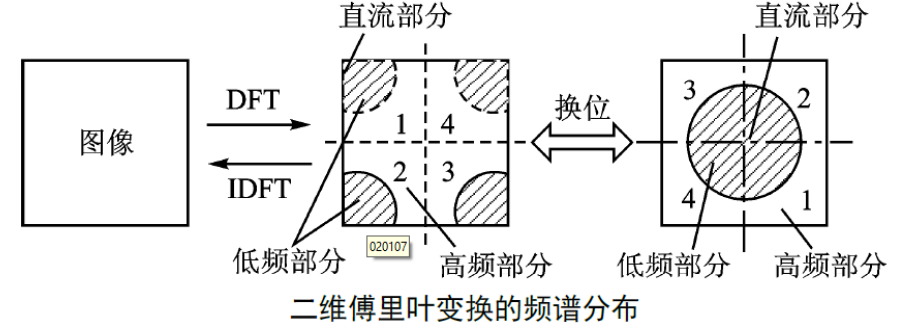 直流部分
直流部分
图像
DFT
IDFT
1
4
2
3
换位
3
2
4
1
020107
低频部分
高频部分
低频部分
高频部分
二维傅里叶变换的频谱分布